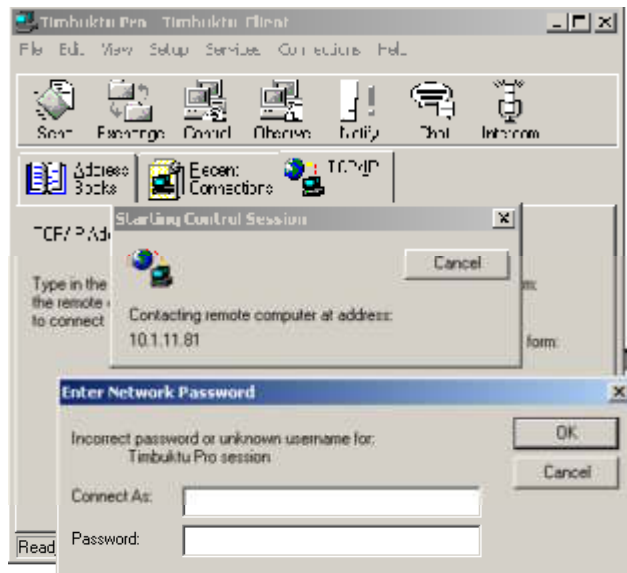 Timbuktu Pro - Timbuktu Client
File Edit View Setup Services Connections Help
Send Exchange Control Observe Notify Chat Intercom
Address Books
Recent Connections
TCP/IP
Starting Control Session
TCP/IP
Cancel
Type in the
the remote
to connect
Contacting remote computer at address:
10.1.11.81
form:
Enter Network Password
Incorrect password or unknown username for:
Timbuktu Pro session
OK
Cancel
Connect As:
Password:
Read